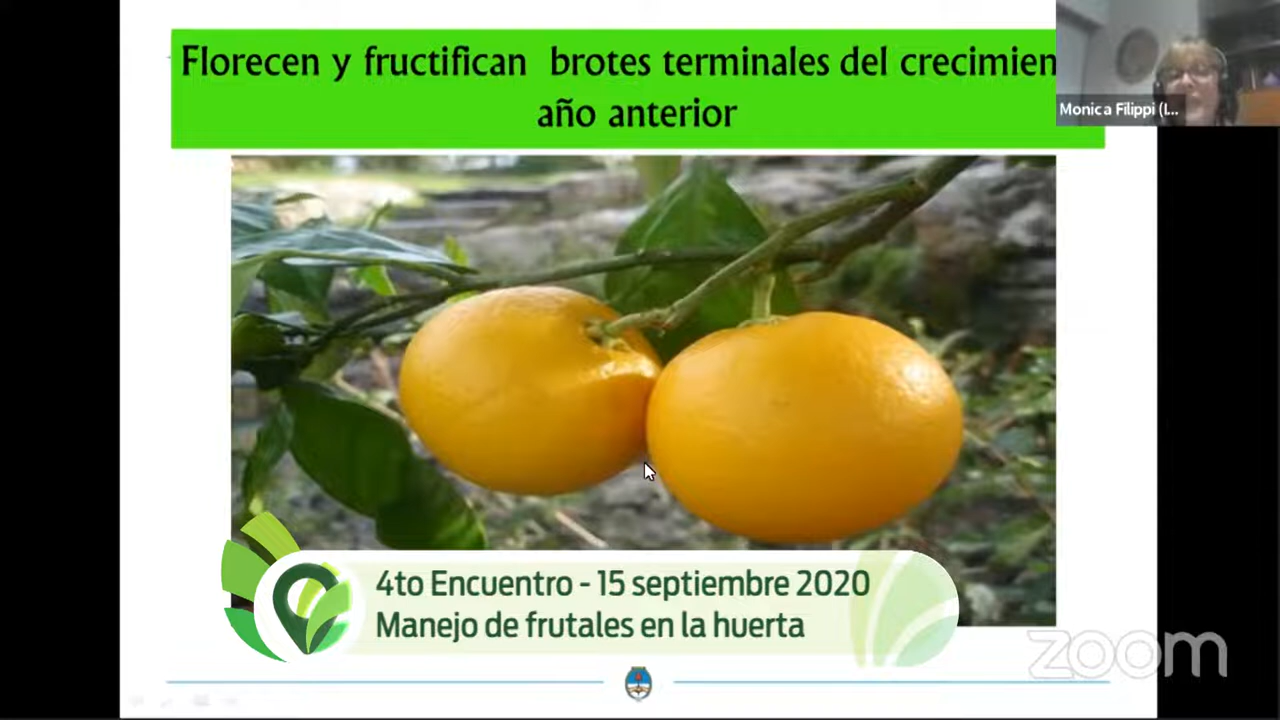 Florecen y fructifican brotes terminales del crecimien
año anterior
Monica Filippi (I...
4to Encuentro - 15 septiembre 2020
Manejo de frutales en la huerta
zoom